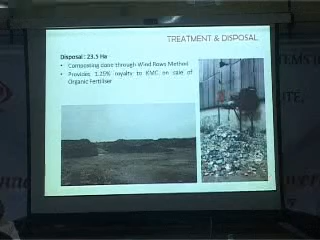 TREATMENT & DISPOSAL
Disposal : 23.5 Ha
• Composting done through Wind Rows Method
• Provides 1.25% royalty to KMC on sale of
Organic Fertiliser